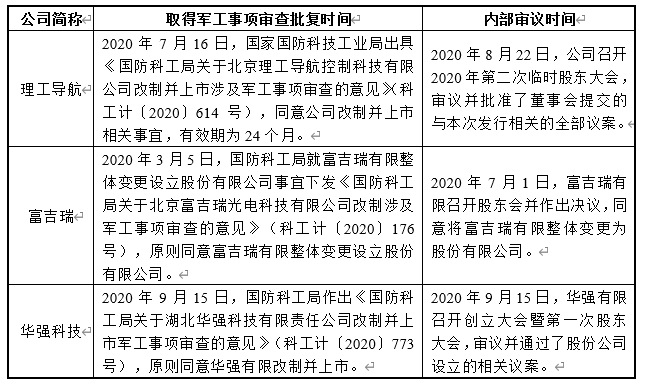 公司简称 取得军工事项审查批复时间 内部审议时间
理工导航
2020 年 7 月 16 日，国家国防科技工业局出具
《国防科工局关于北京理工导航控制科技有限
公司改制并上市涉及军工事项审查的意见》（科
工计〔2020〕614 号），同意公司改制并上市
相关事宜，有效期为 24 个月。
2020 年 8 月 22 日，公司召开
2020 年第二次临时股东大会，
审议并批准了董事会提交的
与本次发行相关的全部议案。
富吉瑞
2020 年 3 月 5 日，国防科工局就富吉瑞有限整
体变更设立股份有限公司事宜下发《国防科工
局关于北京富吉瑞光电科技有限公司改制涉及
军工事项审查的意见》（科工计〔2020〕176
号），原则同意富吉瑞有限整体变更设立股份
有限公司。
2020 年 7 月 1 日，富吉瑞有
限召开股东会并作出决议，同
意将富吉瑞有限整体变更为
股份有限公司。
华强科技
2020 年 9 月 15 日，国防科工局作出《国防科
工局关于湖北华强科技有限责任公司改制并上
市军工事项审查的意见》（科工计〔2020〕773
号），原则同意华强有限改制并上市。
2020 年 9 月 15 日，华强有限
召开创立大会暨第一次股东
大会，审议并通过了股份公司
设立的相关议案。